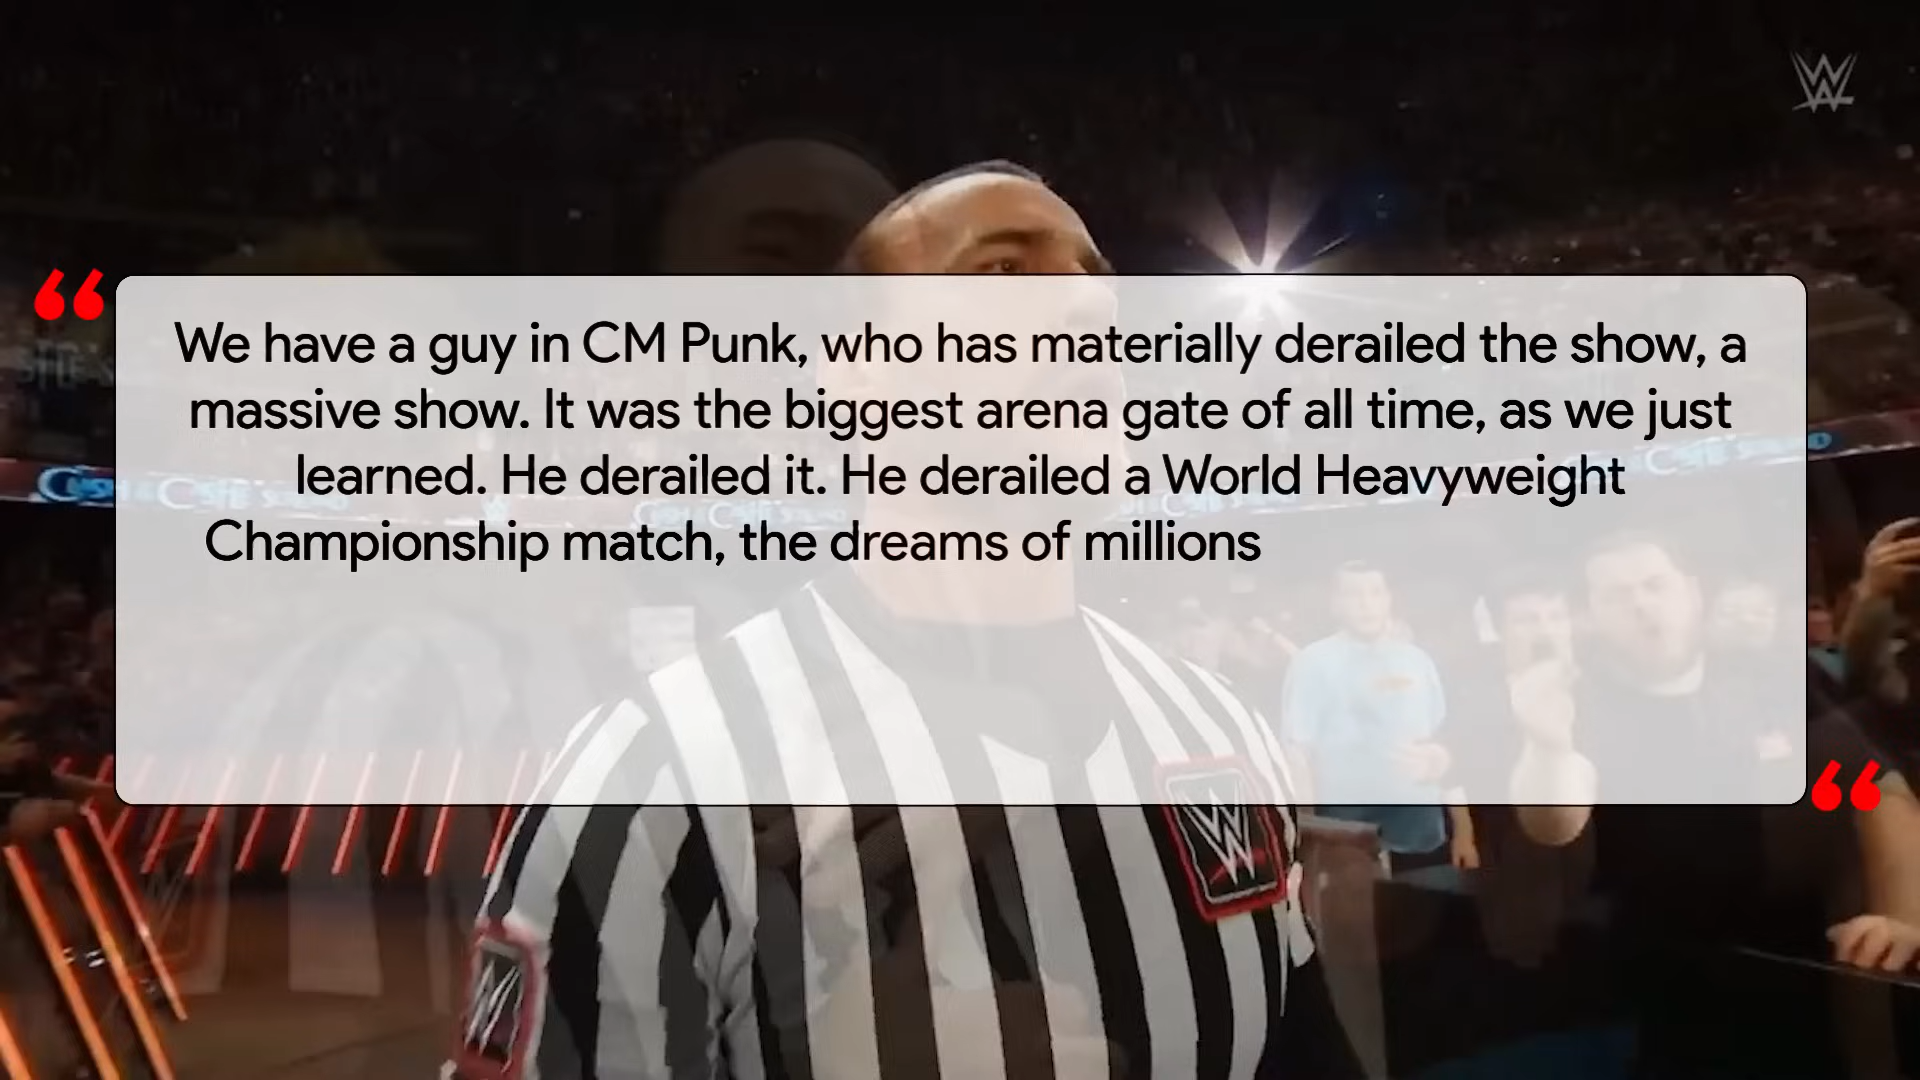 We have a guy in CM Punk, who has materially derailed the show, a
massive show. It was the biggest arena gate of all time, as we just
learned. He derailed it. He derailed a World Heavyweight
Championship match, the dreams of millions